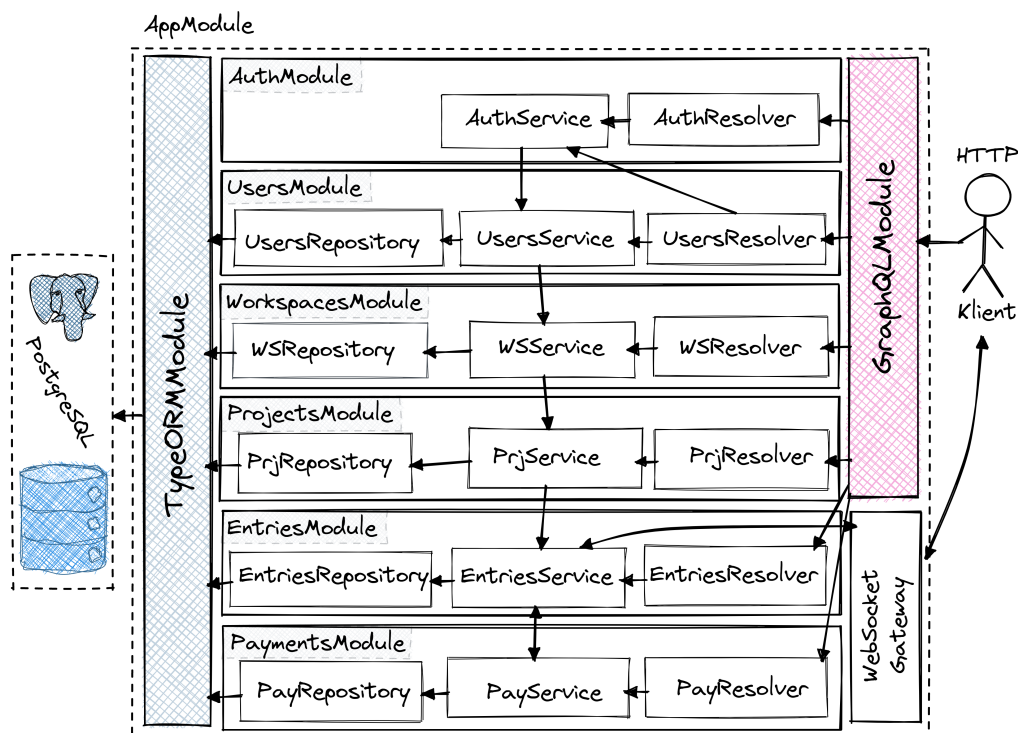 AppModule
AuthModule
AuthService
AuthResolver
HTTP
UsersModule
UsersRepository
UsersService
UsersResolver
GraphQLModule
Klient
WorkspacesModule
WSRepository
WSService
WSResolver
PostgreSQL
TypeORMModule
ProjectsModule
PrjRepository
PrjService
PrjResolver
EntriesModule
EntriesRepository
EntriesService
EntriesResolver
WebSocket
Gateway
PaymentsModule
PayRepository
PayService
PayResolver